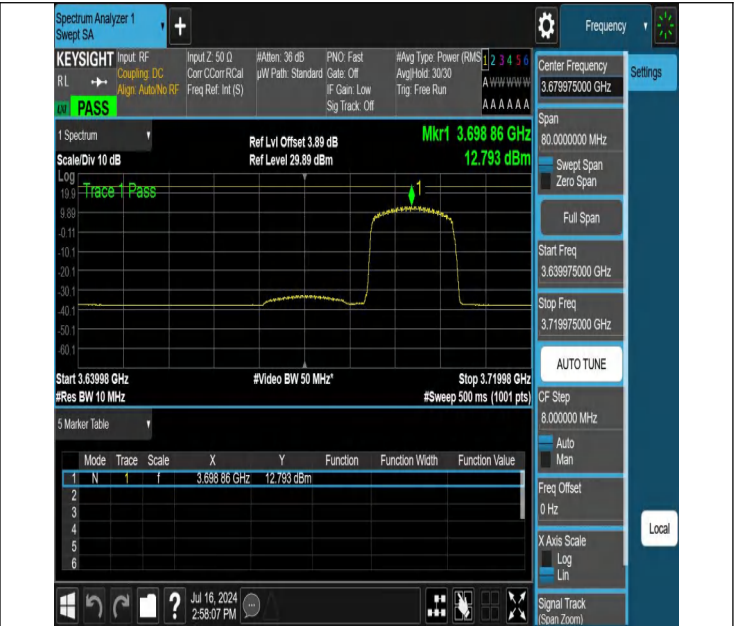 Spectrum Analyzer 1
Swept SA
+
Frequency
KEYSIGHT
RL
LXI
PASS
Input: RF
Coupling: DC
Align: Auto/No RF
Input Z: 50 Ω
Corr CCorr RCal
Freq Ref: Int (S)
#Atten: 36 dB
µW Path: Standard
PNO: Fast
Gate: Off
IF Gain: Low
Sig Track: Off
#Avg Type: Power (RMS
Avg|Hold: 30/30
Trig: Free Run
1 2 3 4 5 6
A W W W W W
A A A A A A
1 Spectrum
Scale/Div 10 dB
Ref Lvl Offset 3.89 dB
Ref Level 29.89 dBm
Mkr1 3.698 86 GHz
12.793 dBm
Log
Trace 1 Pass
1
19.9
9.89
-0.11
-10.1
-20.1
-30.1
-40.1
-50.1
-60.1
Start 3.63998 GHz
#Res BW 10 MHz
#Video BW 50 MHz*
Stop 3.71998 GHz
#Sweep 500 ms (1001 pts)
5 Marker Table
Mode Trace Scale X Y Function Function Width Function Value
1 N 1 f 3.698 86 GHz 12.793 dBm
2
3
4
5
6
Center Frequency
3.679975000 GHz
Settings
Span
80.0000000 MHz
Swept Span
Zero Span
Full Span
Start Freq
3.639975000 GHz
Stop Freq
3.719975000 GHz
AUTO TUNE
CF Step
8.000000 MHz
Auto
Man
Freq Offset
0 Hz
X Axis Scale
Log
Lin
Local
Signal Track
(Span Zoom)
?
Jul 16, 2024
2:58:07 PM